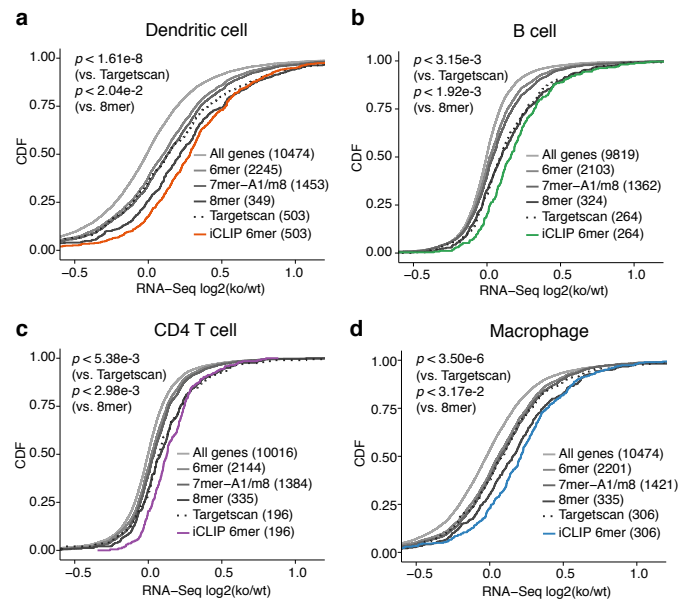 a
Dendritic cell
1.00
0.75
0.50
0.25
0.00
CDF
p < 1.61e-8
(vs. Targetscan)
p < 2.04e-2
(vs. 8mer)
All genes (10474)
6mer (2245)
7mer−A1/m8 (1453)
8mer (349)
Targetscan (503)
iCLIP 6mer (503)
−0.5 0.0 0.5 1.0
RNA−Seq log2(ko/wt)
b
B cell
1.00
0.75
0.50
0.25
0.00
CDF
p < 3.15e-3
(vs. Targetscan)
p < 1.92e-3
(vs. 8mer)
All genes (9819)
6mer (2103)
7mer−A1/m8 (1362)
8mer (324)
Targetscan (264)
iCLIP 6mer (264)
−0.5 0.0 0.5 1.0
RNA−Seq log2(ko/wt)
c
CD4 T cell
1.00
0.75
0.50
0.25
0.00
CDF
p < 5.38e-3
(vs. Targetscan)
p < 2.98e-3
(vs. 8mer)
All genes (10016)
6mer (2144)
7mer−A1/m8 (1384)
8mer (335)
Targetscan (196)
iCLIP 6mer (196)
−0.5 0.0 0.5 1.0
RNA−Seq log2(ko/wt)
d
Macrophage
1.00
0.75
0.50
0.25
0.00
CDF
p < 3.50e-6
(vs. Targetscan)
p < 3.17e-2
(vs. 8mer)
All genes (10474)
6mer (2201)
7mer−A1/m8 (1421)
8mer (335)
Targetscan (306)
iCLIP 6mer (306)
−0.5 0.0 0.5 1.0
RNA−Seq log2(ko/wt)